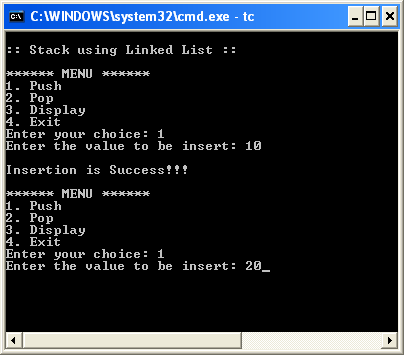 C:\WINDOWS\system32\cmd.exe - tc
:: Stack using Linked List ::
****** MENU ******
1. Push
2. Pop
3. Display
4. Exit
Enter your choice: 1
Enter the value to be insert: 10
Insertion is Success!!!
****** MENU ******
1. Push
2. Pop
3. Display
4. Exit
Enter your choice: 1
Enter the value to be insert: 20_